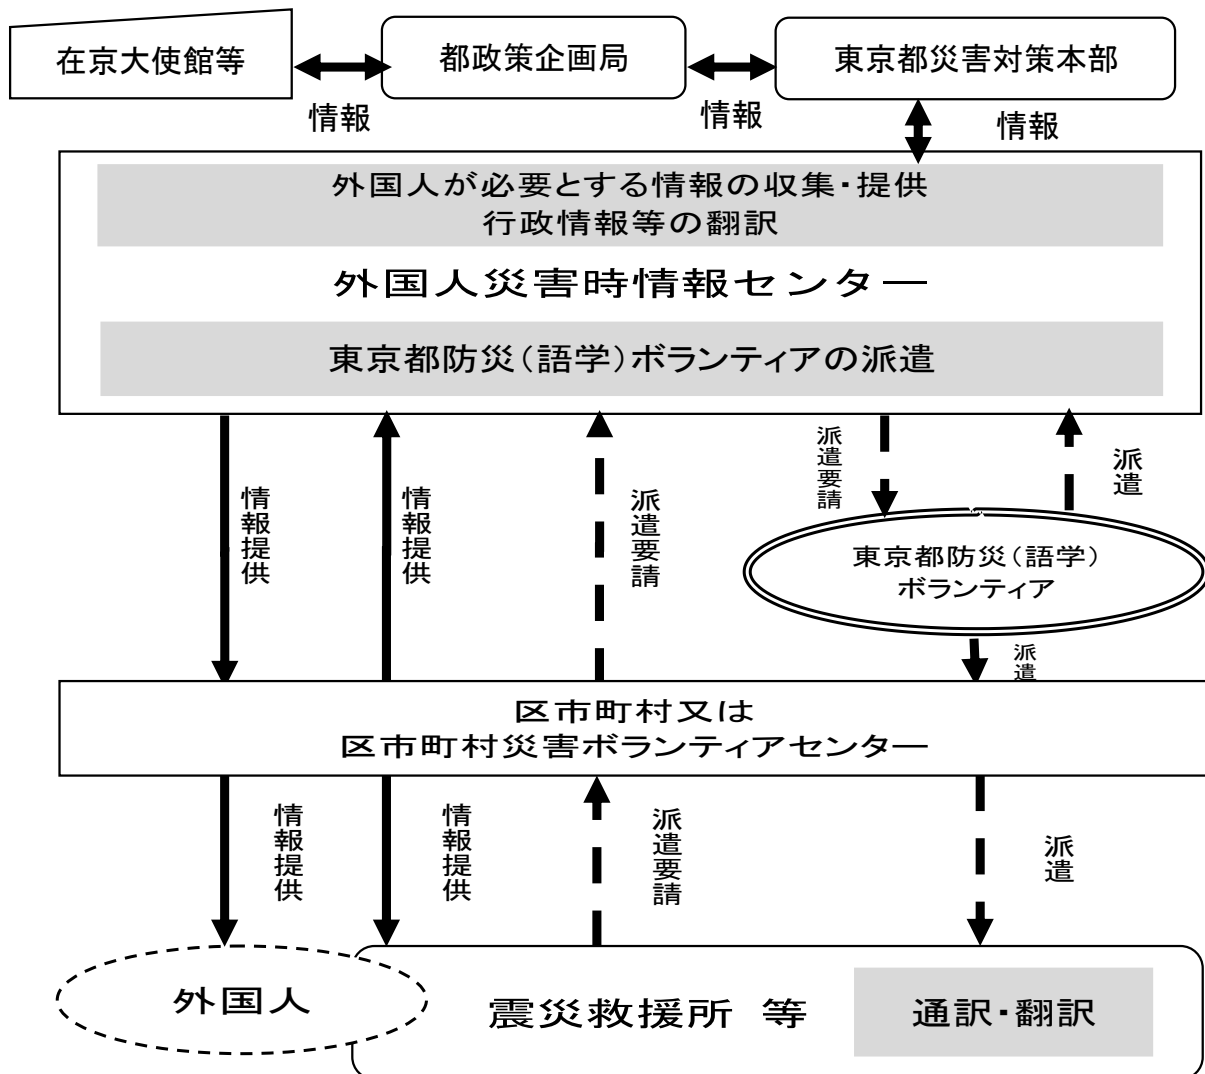 在京大使館等
都政策企画局
東京都災害対策本部
情報
情報
情報
外国人が必要とする情報の収集・提供
行政情報等の翻訳
外国人災害時情報センター
東京都防災(語学)ボランティアの派遣
情報提供
情報提供
派遣要請
派遣要請
派遣
東京都防災(語学)
ボランティア
派遣
区市町村又は
区市町村災害ボランティアセンター
情報提供
情報提供
派遣要請
派遣
外国人
震災救援所 等
通訳・翻訳